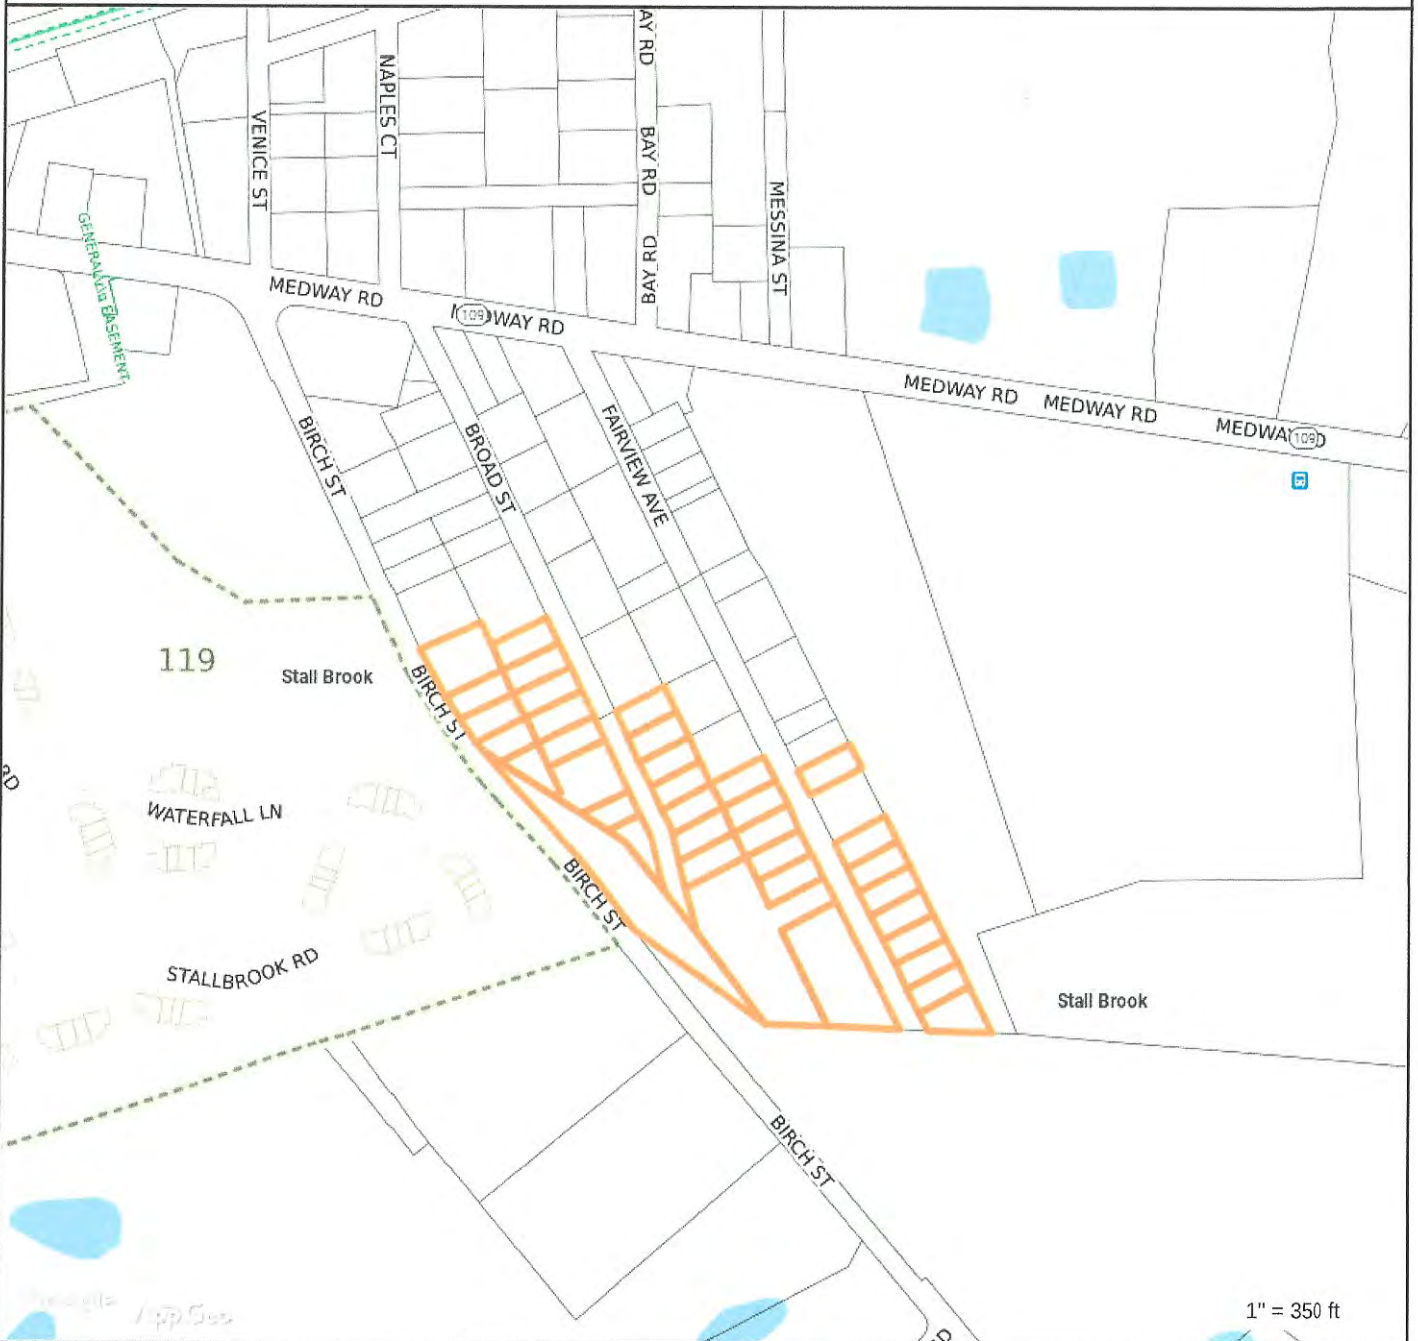 AY RD
NAPLES CT
VENICE ST
BAY RD
MESSINA ST
BAY RD
MEDWAY RD
109
WAY RD
MEDWAY RD
MEDWAY RD
MEDWA
109
D
BIRCH ST
BROAD ST
FAIRVIEW AVE
119
Stall Brook
BIRCH ST
RD
WATERFALL LN
BIRCH ST
STALLBROOK RD
Stall Brook
BIRCH ST
AppGeo
1" = 350 ft